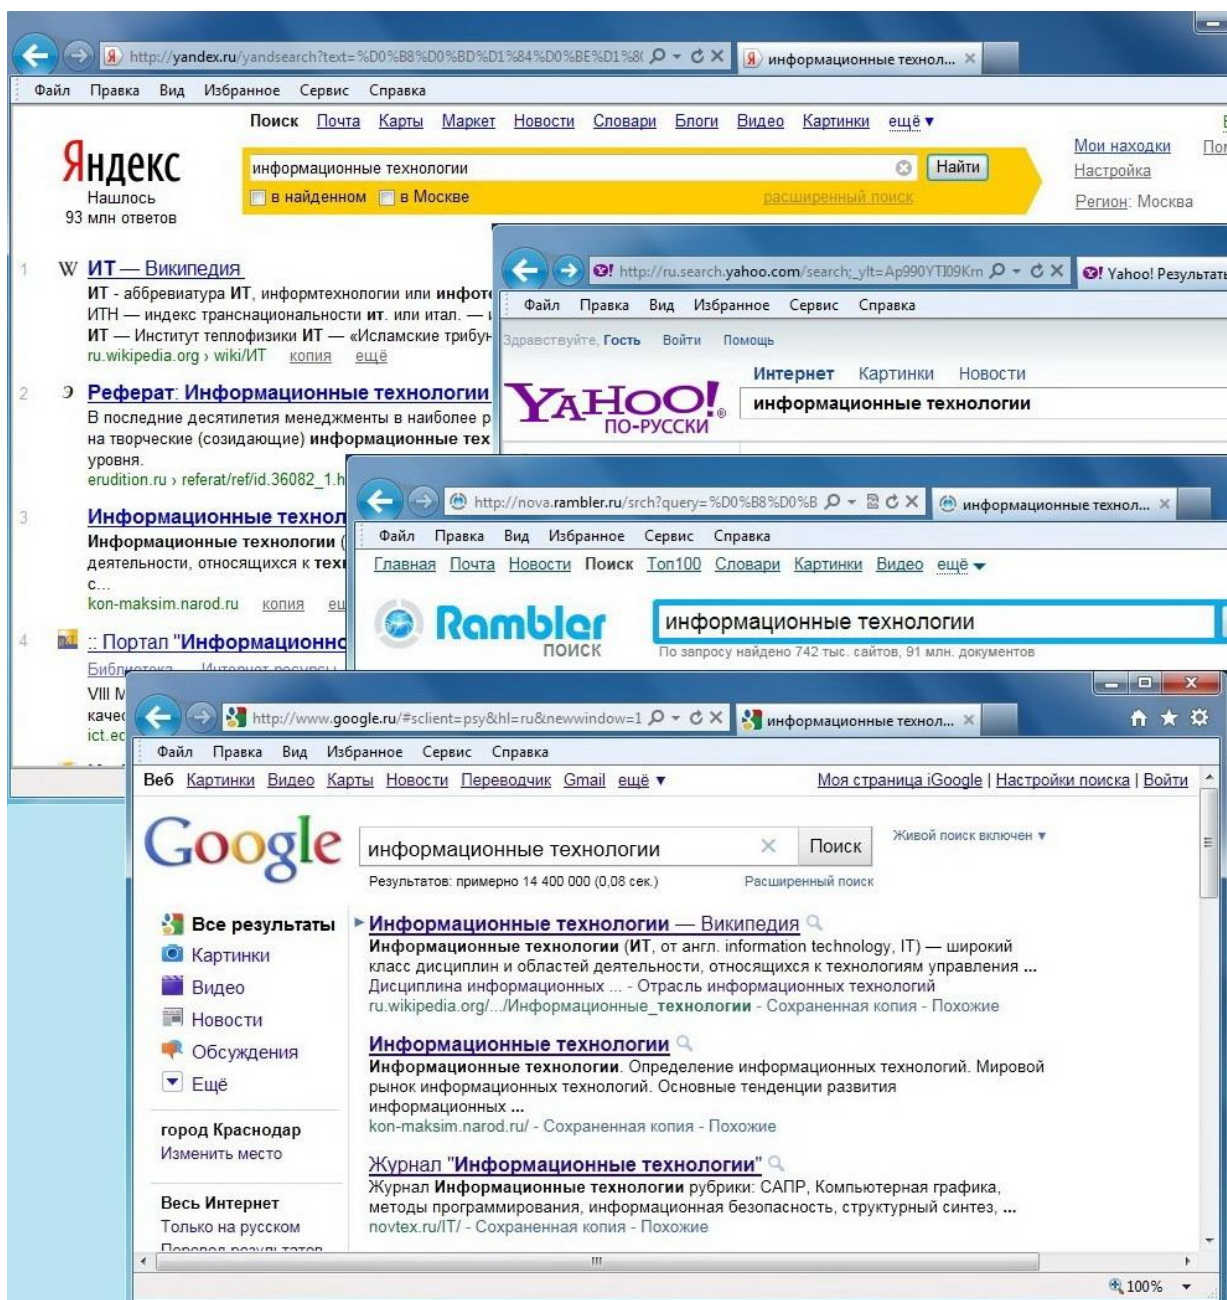 http://yandex.ru/yandsearch?text=%D0%B8%D0%BD%D1%84%D0%BE%D1%8(
информационные технол...
Файл Правка Вид Избранное Сервис Справка
Поиск Почта Карты Маркет Новости Словари Блоги Видео Картинки ещё
Яндекс
Нашлось
93 млн ответов
информационные технологии
Найти
в найденном в Москве
расширенный поиск
Мои находки
Настройка
Регион: Москва
1 W ИТ — Википедия
ИТ - аббревиатура ИТ, информтехнологии или инфоте
ИТН — индекс транснациональности ит. или итал. —
ИТ — Институт теплофизики ИТ — «Исламские трибун
ru.wikipedia.org › wiki/ИТ копия ещё
2 Э Реферат: Информационные технологии
В последние десятилетия менеджменты в наиболее р
на творческие (созидающие) информационные тех
уровня.
erudition.ru › referat/ref/id.36082_1.h
3 Информационные технол
Информационные технологии (
деятельности, относящихся к техн
с...
kon-maksim.narod.ru копия ещ
4 :: Портал "Информационно
Библиотека Интернет-ресурсы
VIII М
качес
ict.ec
http://ru.search.yahoo.com/search;_ylt=Ap990YTI09Krn
Yahoo! Результаты
Файл Правка Вид Избранное Сервис Справка
Здравствуйте, Гость Войти Помощь
YAHOO!®
ПО-РУССКИ
Интернет Картинки Новости
информационные технологии
http://nova.rambler.ru/srch?query=%D0%B8%D0%B
информационные технол...
Файл Правка Вид Избранное Сервис Справка
Главная Почта Новости Поиск Топ100 Словари Картинки Видео ещё
Rambler
ПОИСК
информационные технологии
По запросу найдено 742 тыс. сайтов, 91 млн. документов
http://www.google.ru/#sclient=psy&hl=ru&newwindow=1
информационные технол...
Файл Правка Вид Избранное Сервис Справка
Веб Картинки Видео Карты Новости Переводчик Gmail ещё
Моя страница iGoogle | Настройки поиска | Войти
Google
информационные технологии
Поиск
Живой поиск включен
Результатов: примерно 14 400 000 (0,08 сек.)
Расширенный поиск
Все результаты
Картинки
Видео
Новости
Обсуждения
Ещё
город Краснодар
Изменить место
Весь Интернет
Только на русском
Перевод результатов
Информационные технологии — Википедия
Информационные технологии (ИТ, от англ. information technology, IT) — широкий
класс дисциплин и областей деятельности, относящихся к технологиям управления ...
Дисциплина информационных ... - Отрасль информационных технологий
ru.wikipedia.org/.../Информационные_технологии - Сохраненная копия - Похожие
Информационные технологии
Информационные технологии. Определение информационных технологий. Мировой
рынок информационных технологий. Основные тенденции развития
информационных ...
kon-maksim.narod.ru/ - Сохраненная копия - Похожие
Журнал "Информационные технологии"
Журнал Информационные технологии рубрики: САПР, Компьютерная графика,
методы программирования, информационная безопасность, структурный синтез, ...
novtex.ru/IT/ - Сохраненная копия - Похожие
100%